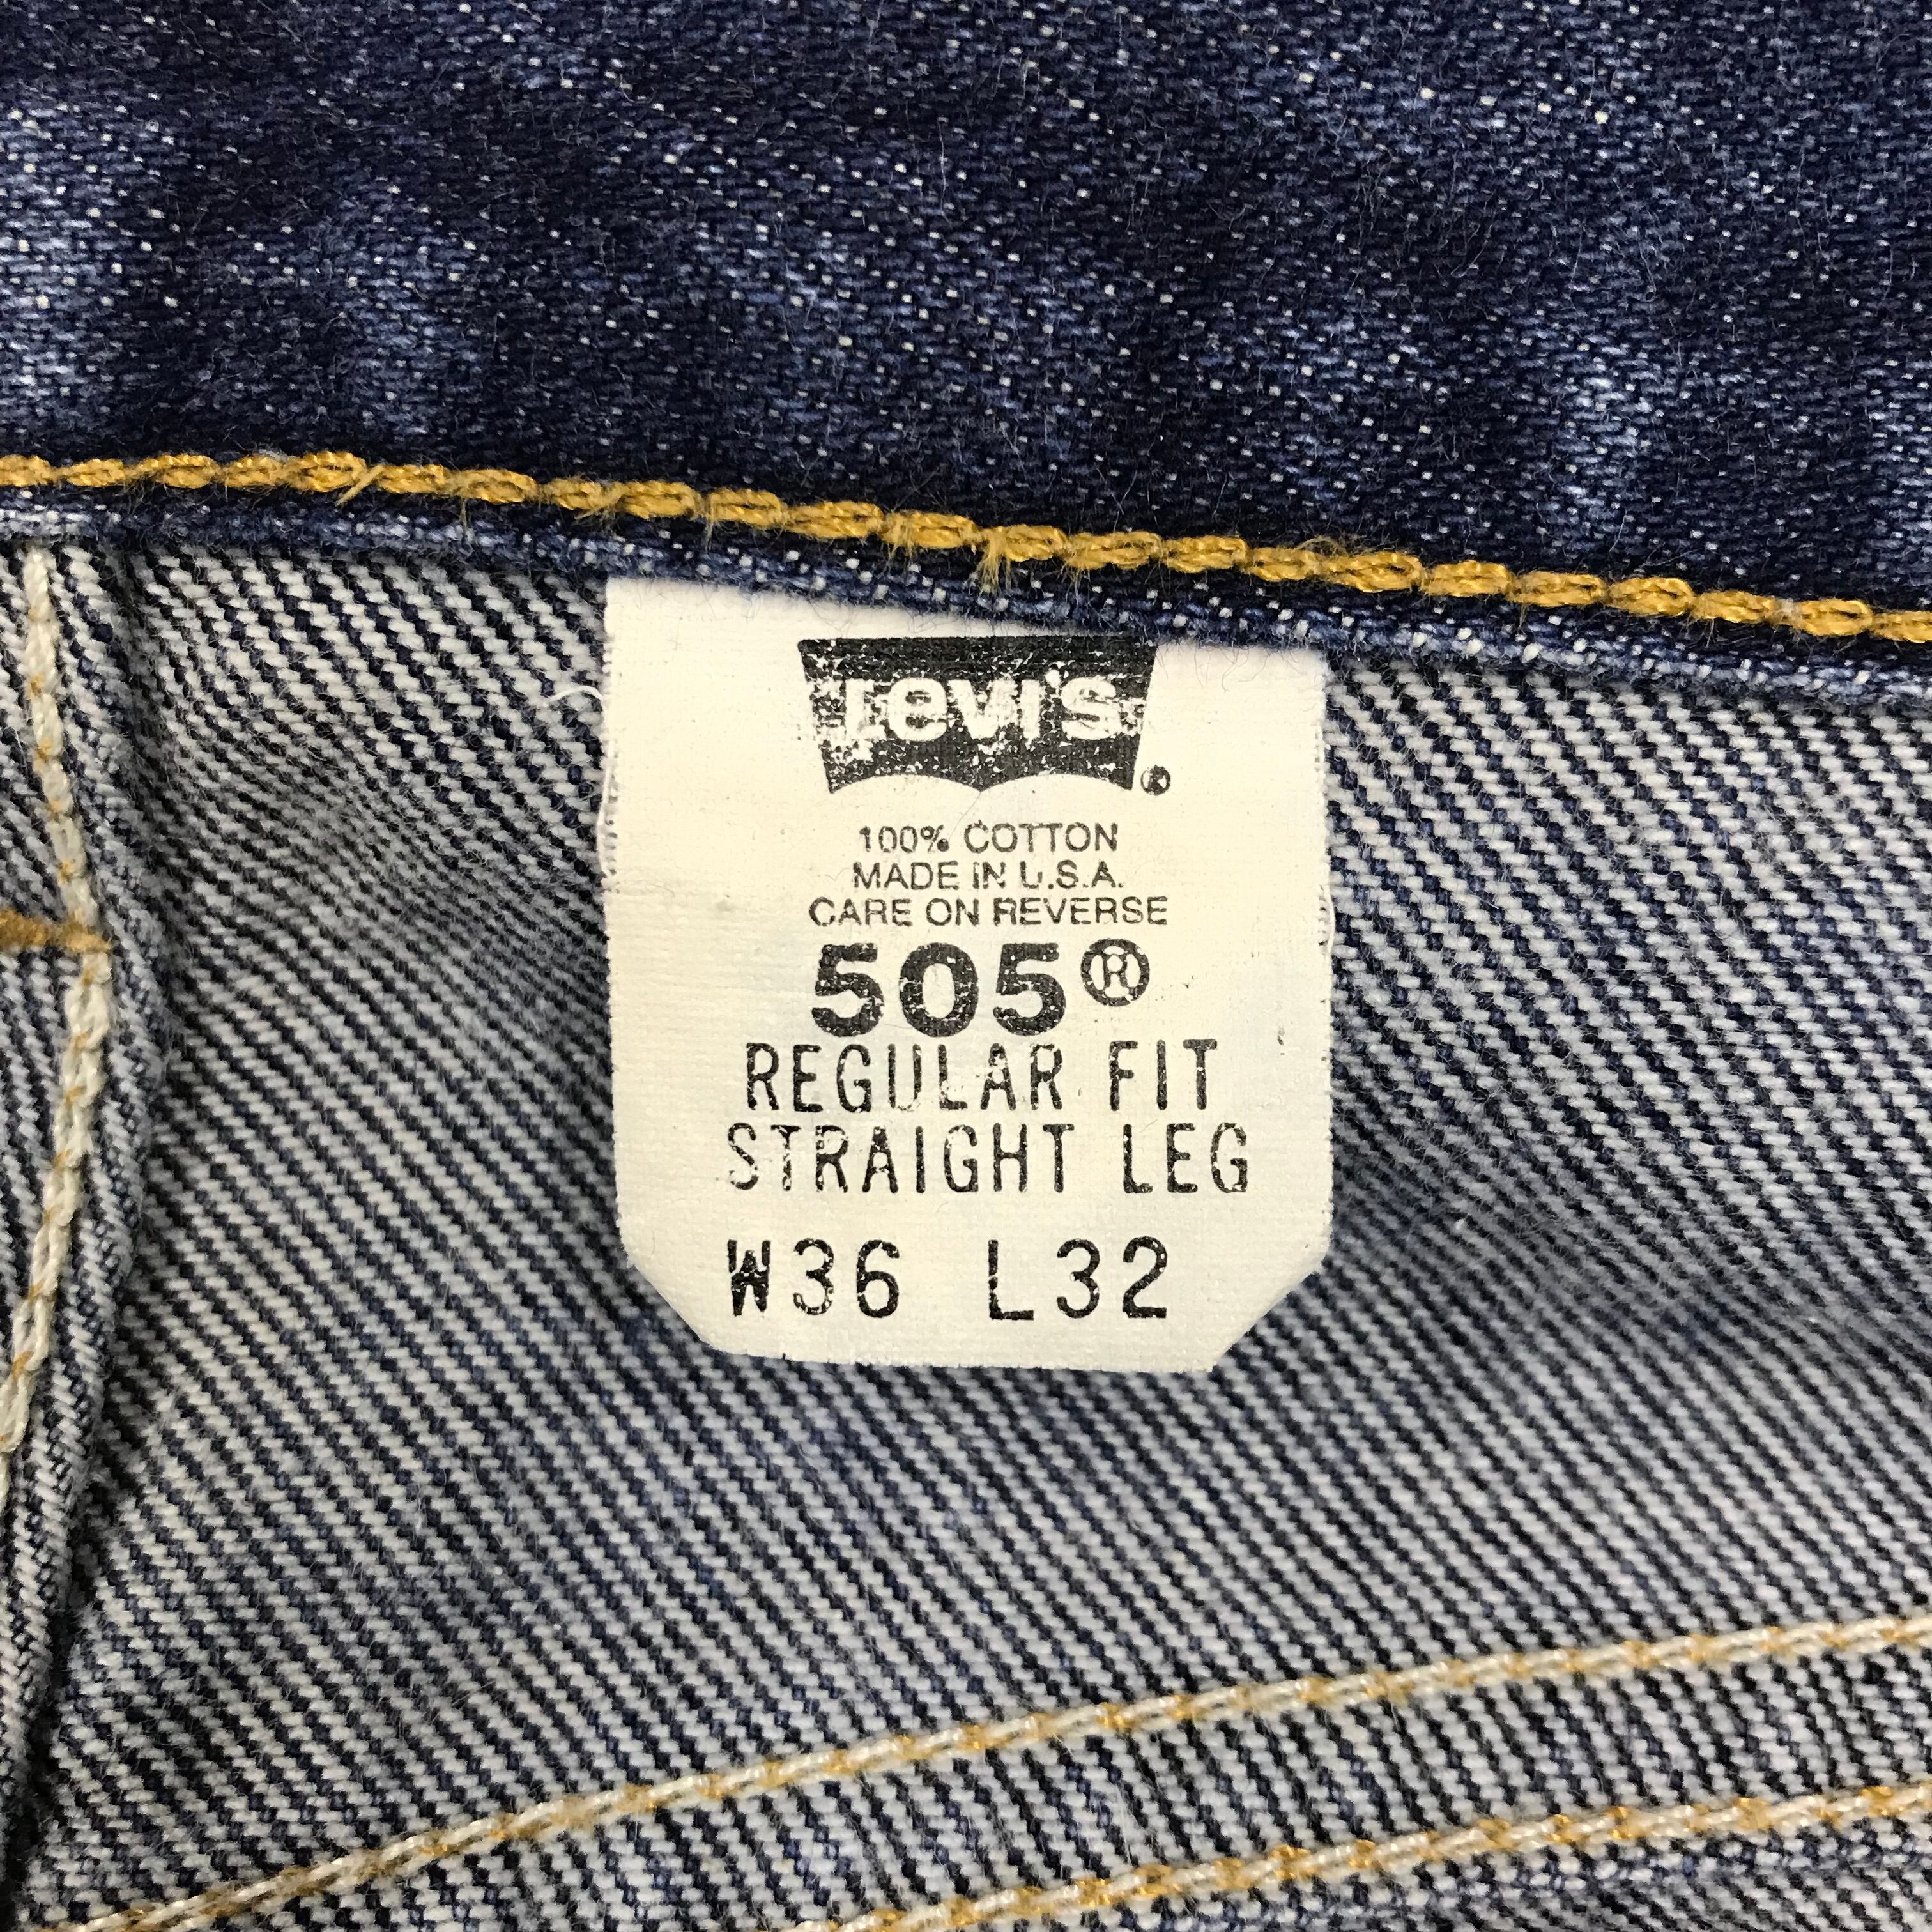 Levi's ®
100% COTTON
MADE IN U.S.A.
CARE ON REVERSE
505®
REGULAR FIT
STRAIGHT LEG
W36 L32